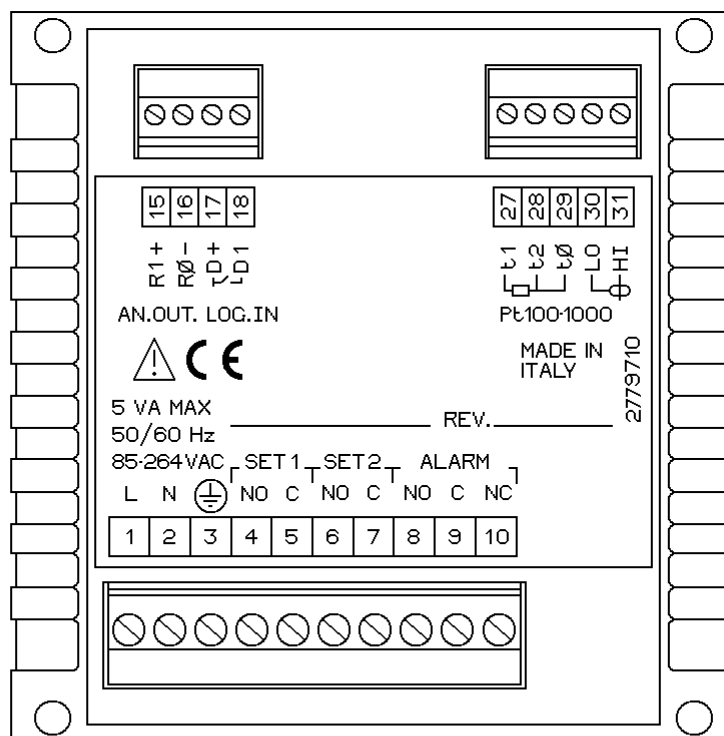 15 16 17 18
R1+ RØ- D+ D1
AN.OUT. LOG.IN
27 28 29 30 31
t1 t2 tØ LO HI
Pt100-1000
CE
MADE IN
ITALY
2779710
5 VA MAX
50/60 Hz
REV.
85-264VAC SET 1 SET 2 ALARM
L N NO C NO C NO C NC
1 2 3 4 5 6 7 8 9 10